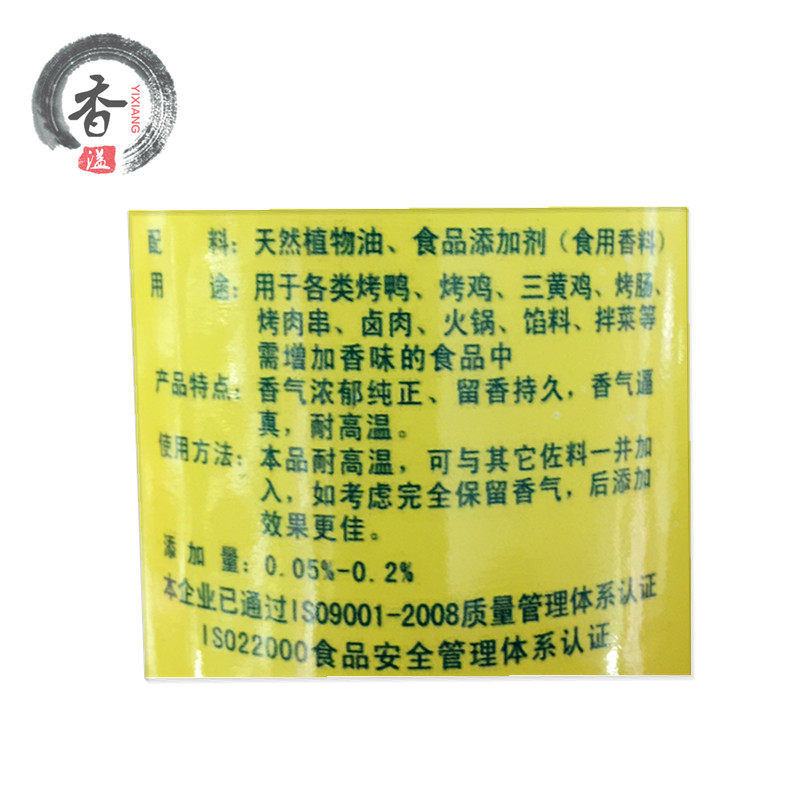 香
溢
YIXIANG
配 料：天然植物油、食品添加剂（食用香料）
用 途：用于各类烤鸭、烤鸡、三黄鸡、烤肠、
烤肉串、卤肉、火锅、馅料、拌菜等
需增加香味的食品中
产品特点：香气浓郁纯正、留香持久，香气逼
真，耐高温。
使用方法：本品耐高温，可与其它佐料一并加
入，如考虑完全保留香气，后添加
效果更佳。
添加量：0.05%-0.2%
本企业已通过ISO9001-2008质量管理体系认证
ISO22000食品安全管理体系认证